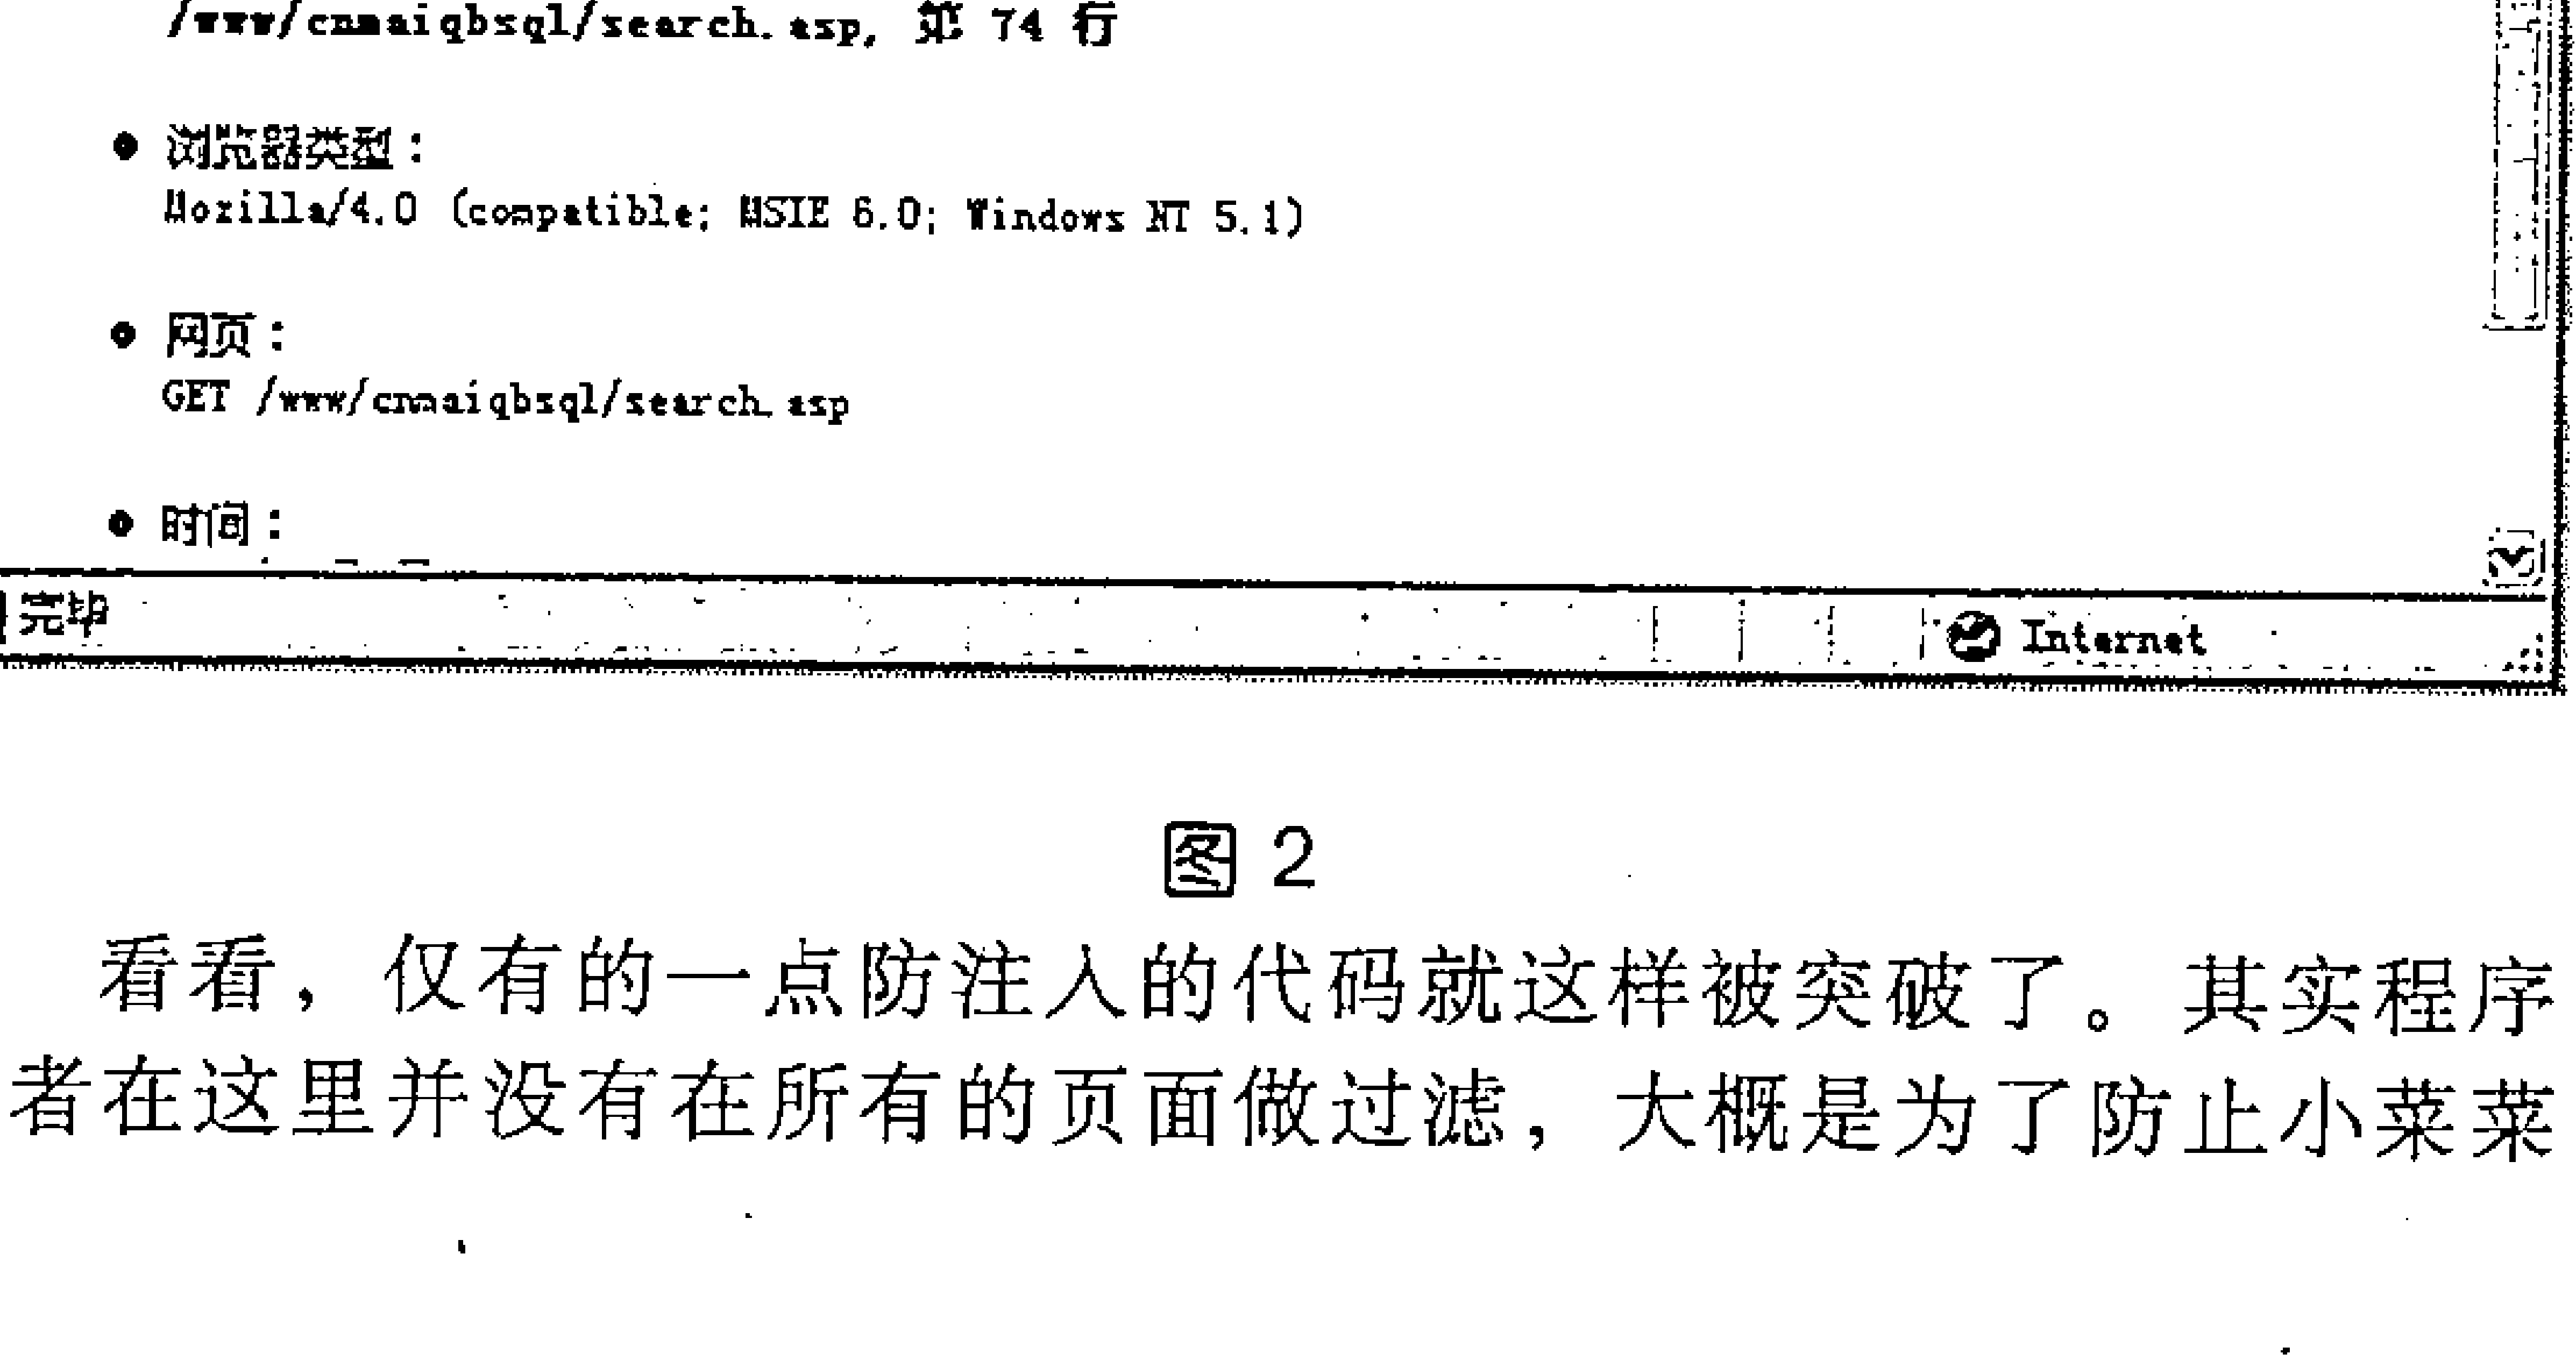 /www/cnmaiqbsql/search.asp, 第 74 行
浏览器类型：
Mozilla/4.0 (compatible; MSIE 6.0; Windows NT 5.1)
网页：
GET /www/cnmaiqbsql/search.asp
时间：
完毕
Internet
图 2
看看，仅有的一点防注入的代码就这样被突破了。其实程序
者在这里并没有在所有的页面做过滤，大概是为了防止小菜菜